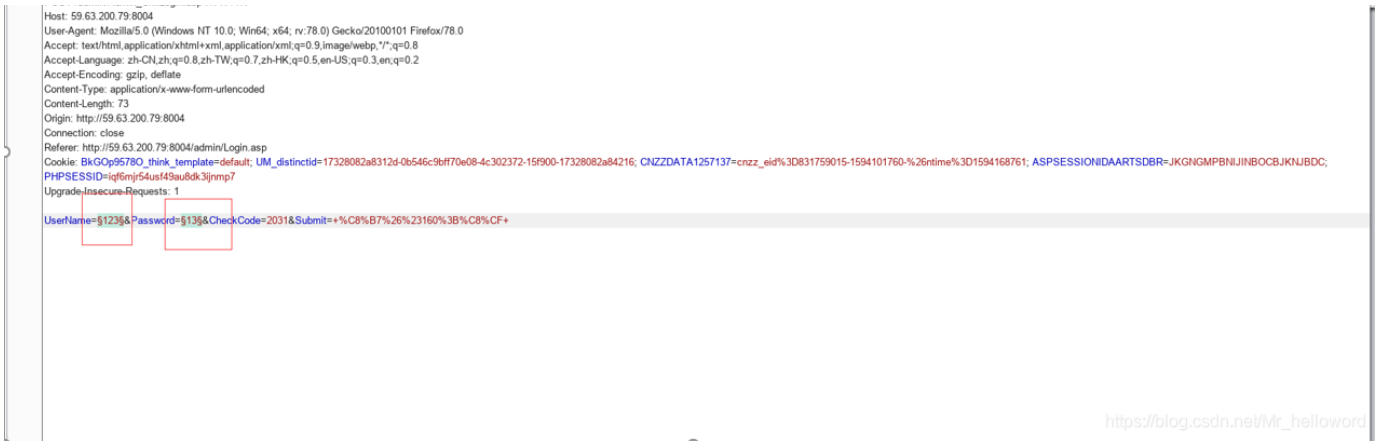 Host: 59.63.200.79:8004
User-Agent: Mozilla/5.0 (Windows NT 10.0; Win64; x64; rv:78.0) Gecko/20100101 Firefox/78.0
Accept: text/html,application/xhtml+xml,application/xml;q=0.9,image/webp,*/*;q=0.8
Accept-Language: zh-CN,zh;q=0.8,zh-TW;q=0.7,zh-HK;q=0.5,en-US;q=0.3,en;q=0.2
Accept-Encoding: gzip, deflate
Content-Type: application/x-www-form-urlencoded
Content-Length: 73
Origin: http://59.63.200.79:8004
Connection: close
Referer: http://59.63.200.79:8004/admin/Login.asp
Cookie: BkGOp9578O_think_template=default; UM_distinctid=17328082a8312d-0b546c9bff70e08-4c302372-15f900-17328082a84216; CNZZDATA1257137=cnzz_eid%3D831759015-1594101760-%26ntime%3D1594168761; ASPSESSIONIDAARTSDBR=JKGNGMPBNIJINBOCBJKNJBDC;
PHPSESSID=iqf6mjr54usf49au8dk3ijnmp7
Upgrade-Insecure-Requests: 1
UserName=§123§&Password=§13§&CheckCode=2031&Submit=+%C8%B7%26%23160%3B%C8%CF+
https://blog.csdn.net/Mr_helloword